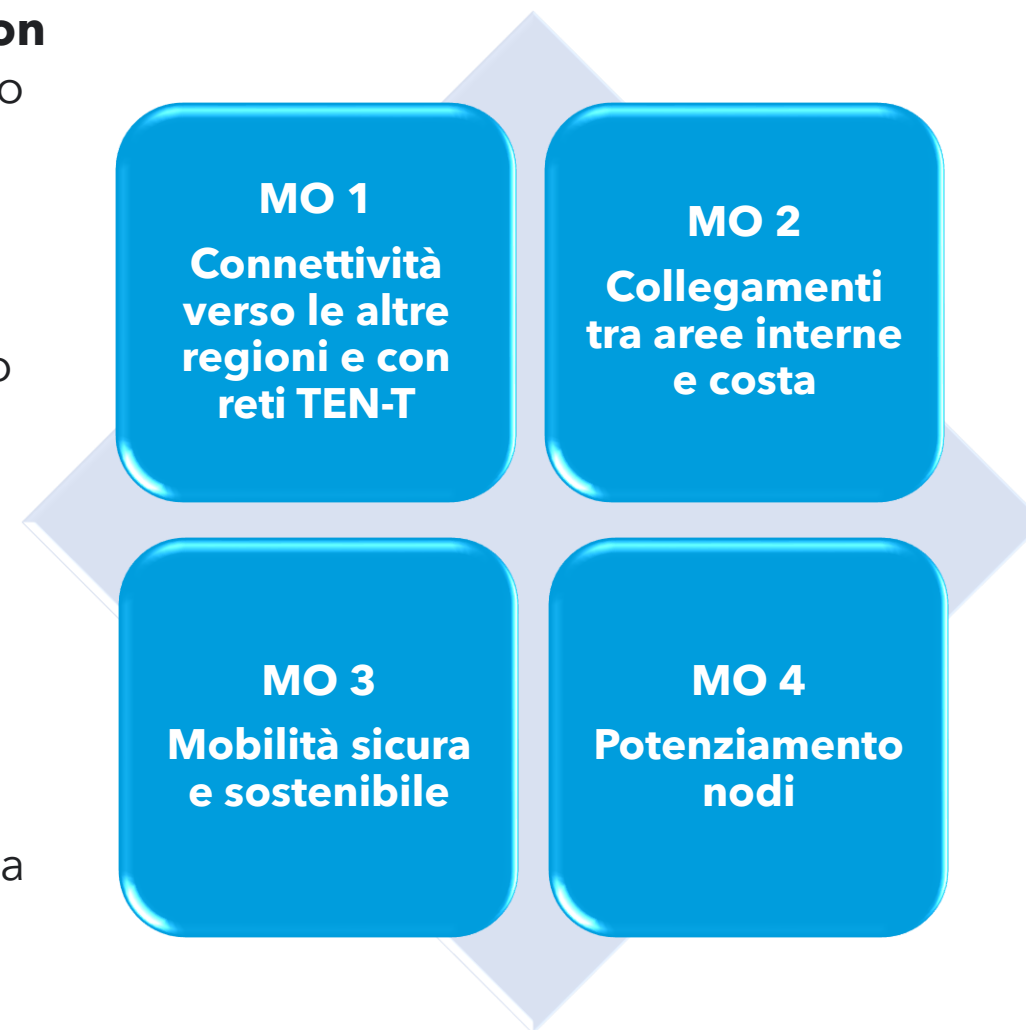 on
o
o
a
MO 1
Connettività
verso le altre
regioni e con
reti TEN-T
MO 2
Collegamenti
tra aree interne
e costa
MO 3
Mobilità sicura
e sostenibile
MO 4
Potenziamento
nodi